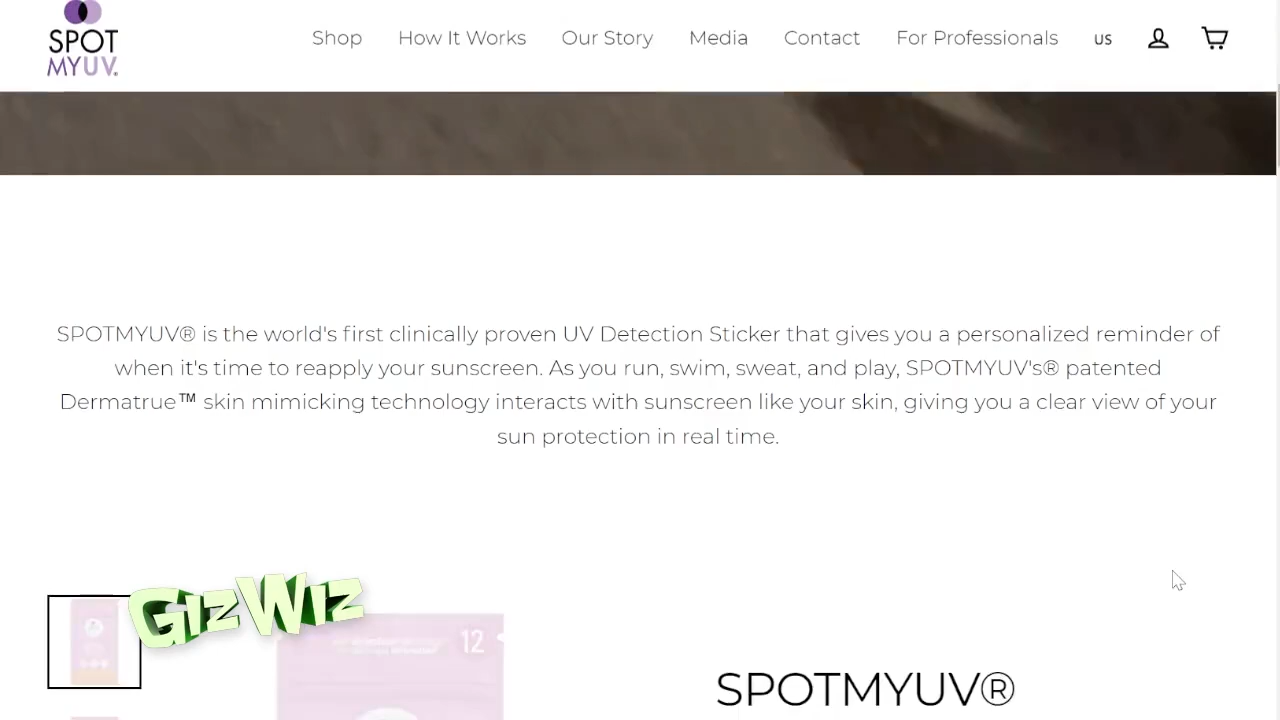 SPOT
MYUV®
Shop How It Works Our Story Media Contact For Professionals US
SPOTMYUV® is the world's first clinically proven UV Detection Sticker that gives you a personalized reminder of
when it's time to reapply your sunscreen. As you run, swim, sweat, and play, SPOTMYUV's® patented
Dermatrue™ skin mimicking technology interacts with sunscreen like your skin, giving you a clear view of your
sun protection in real time.
GizWiz
12
SPOTMYUV®